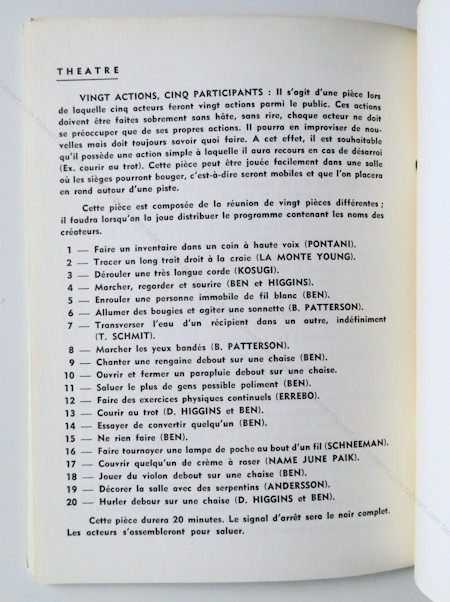 THEATRE
VINGT ACTIONS, CINQ PARTICIPANTS : Il s'agit d'une pièce lors
de laquelle cinq acteurs feront vingt actions parmi le public. Ces actions
doivent être faites sobrement sans hâte, sans rire, chaque acteur ne doit
se préoccuper que de ses propres actions. Il pourra en improviser de nou-
velles mais doit toujours savoir quoi faire. A cet effet, il est souhaitable
qu'il possède une action simple à laquelle il aura recours en cas de désarroi
(Ex. courir au trot). Cette pièce peut être jouée facilement dans une salle
où les sièges pourront bouger, c'est-à-dire seront mobiles et que l'on placera
en rond autour d'une piste.
Cette pièce est composée de la réunion de vingt pièces différentes ;
il faudra lorsqu'on la joue distribuer le programme contenant les noms des
créateurs.
1 — Faire un inventaire dans un coin à haute voix (PONTANI).
2 — Tracer un long trait droit à la craie (LA MONTE YOUNG).
3 — Dérouler une très longue corde (KOSUGI).
4 — Marcher, regarder et sourire (BEN et HIGGINS).
5 — Enrouler une personne immobile de fil blanc (BEN).
6 — Allumer des bougies et agiter une sonnette (B. PATTERSON).
7 — Transverser l'eau d'un récipient dans un autre, indéfiniment
(T. SCHMIT).
8 — Marcher les yeux bandés (B. PATTERSON).
9 — Chanter une rengaine debout sur une chaise (BEN).
10 — Ouvrir et fermer un parapluie debout sur une chaise.
11 — Saluer le plus de gens possible poliment (BEN).
12 — Faire des exercices physiques continuels (ERREBO).
13 — Courir au trot (D. HIGGINS et BEN).
14 — Essayer de convertir quelqu'un (BEN).
15 — Ne rien faire (BEN).
16 — Faire tournoyer une lampe de poche au bout d'un fil (SCHNEEMAN).
17 — Couvrir quelqu'un de crème à raser (NAME JUNE PAIK).
18 — Jouer du violon debout sur une chaise (BEN).
19 — Décorer la salle avec des serpentins (ANDERSSON).
20 — Hurler debour sur une chaise (D. HIGGINS et BEN).
Cette pièce durera 20 minutes. Le signal d'arrêt sera le noir complet.
Les acteurs s'assembleront pour saluer.